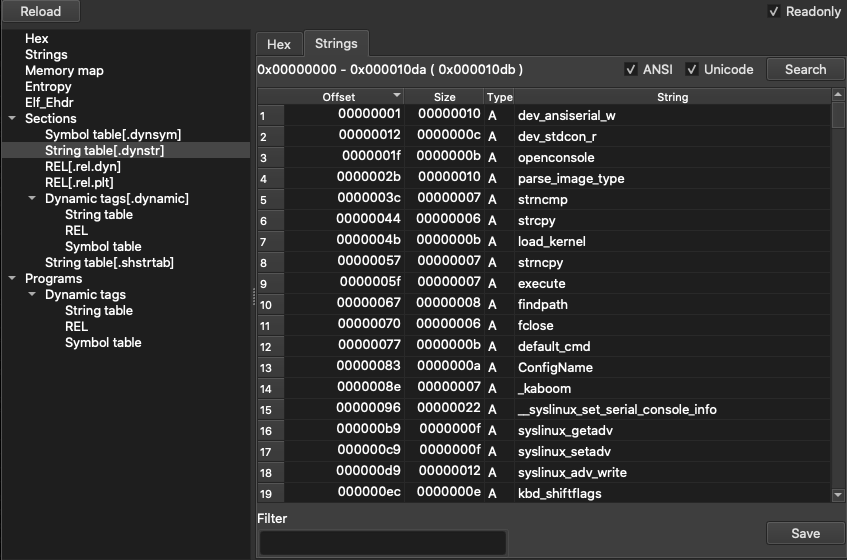 Reload
Readonly
Hex
Strings
Memory map
Entropy
Elf_Ehdr
Sections
Symbol table[.dynsym]
String table[.dynstr]
REL[.rel.dyn]
REL[.rel.plt]
Dynamic tags[.dynamic]
String table
REL
Symbol table
String table[.shstrtab]
Programs
Dynamic tags
String table
REL
Symbol table
Hex Strings
0x00000000 - 0x000010da ( 0x000010db ) ANSI Unicode Search
Offset Size Type String
1 00000001 00000010 A dev_ansiserial_w
2 00000012 0000000c A dev_stdcon_r
3 0000001f 0000000b A openconsole
4 0000002b 00000010 A parse_image_type
5 0000003c 00000007 A strncmp
6 00000044 00000006 A strcpy
7 0000004b 0000000b A load_kernel
8 00000057 00000007 A strncpy
9 0000005f 00000007 A execute
10 00000067 00000008 A findpath
11 00000070 00000006 A fclose
12 00000077 0000000b A default_cmd
13 00000083 0000000a A ConfigName
14 0000008e 00000007 A _kaboom
15 00000096 00000022 A __syslinux_set_serial_console_info
16 000000b9 0000000f A syslinux_getadv
17 000000c9 0000000f A syslinux_setadv
18 000000d9 00000012 A syslinux_adv_write
19 000000ec 0000000e A kbd_shiftflags
Filter
Save